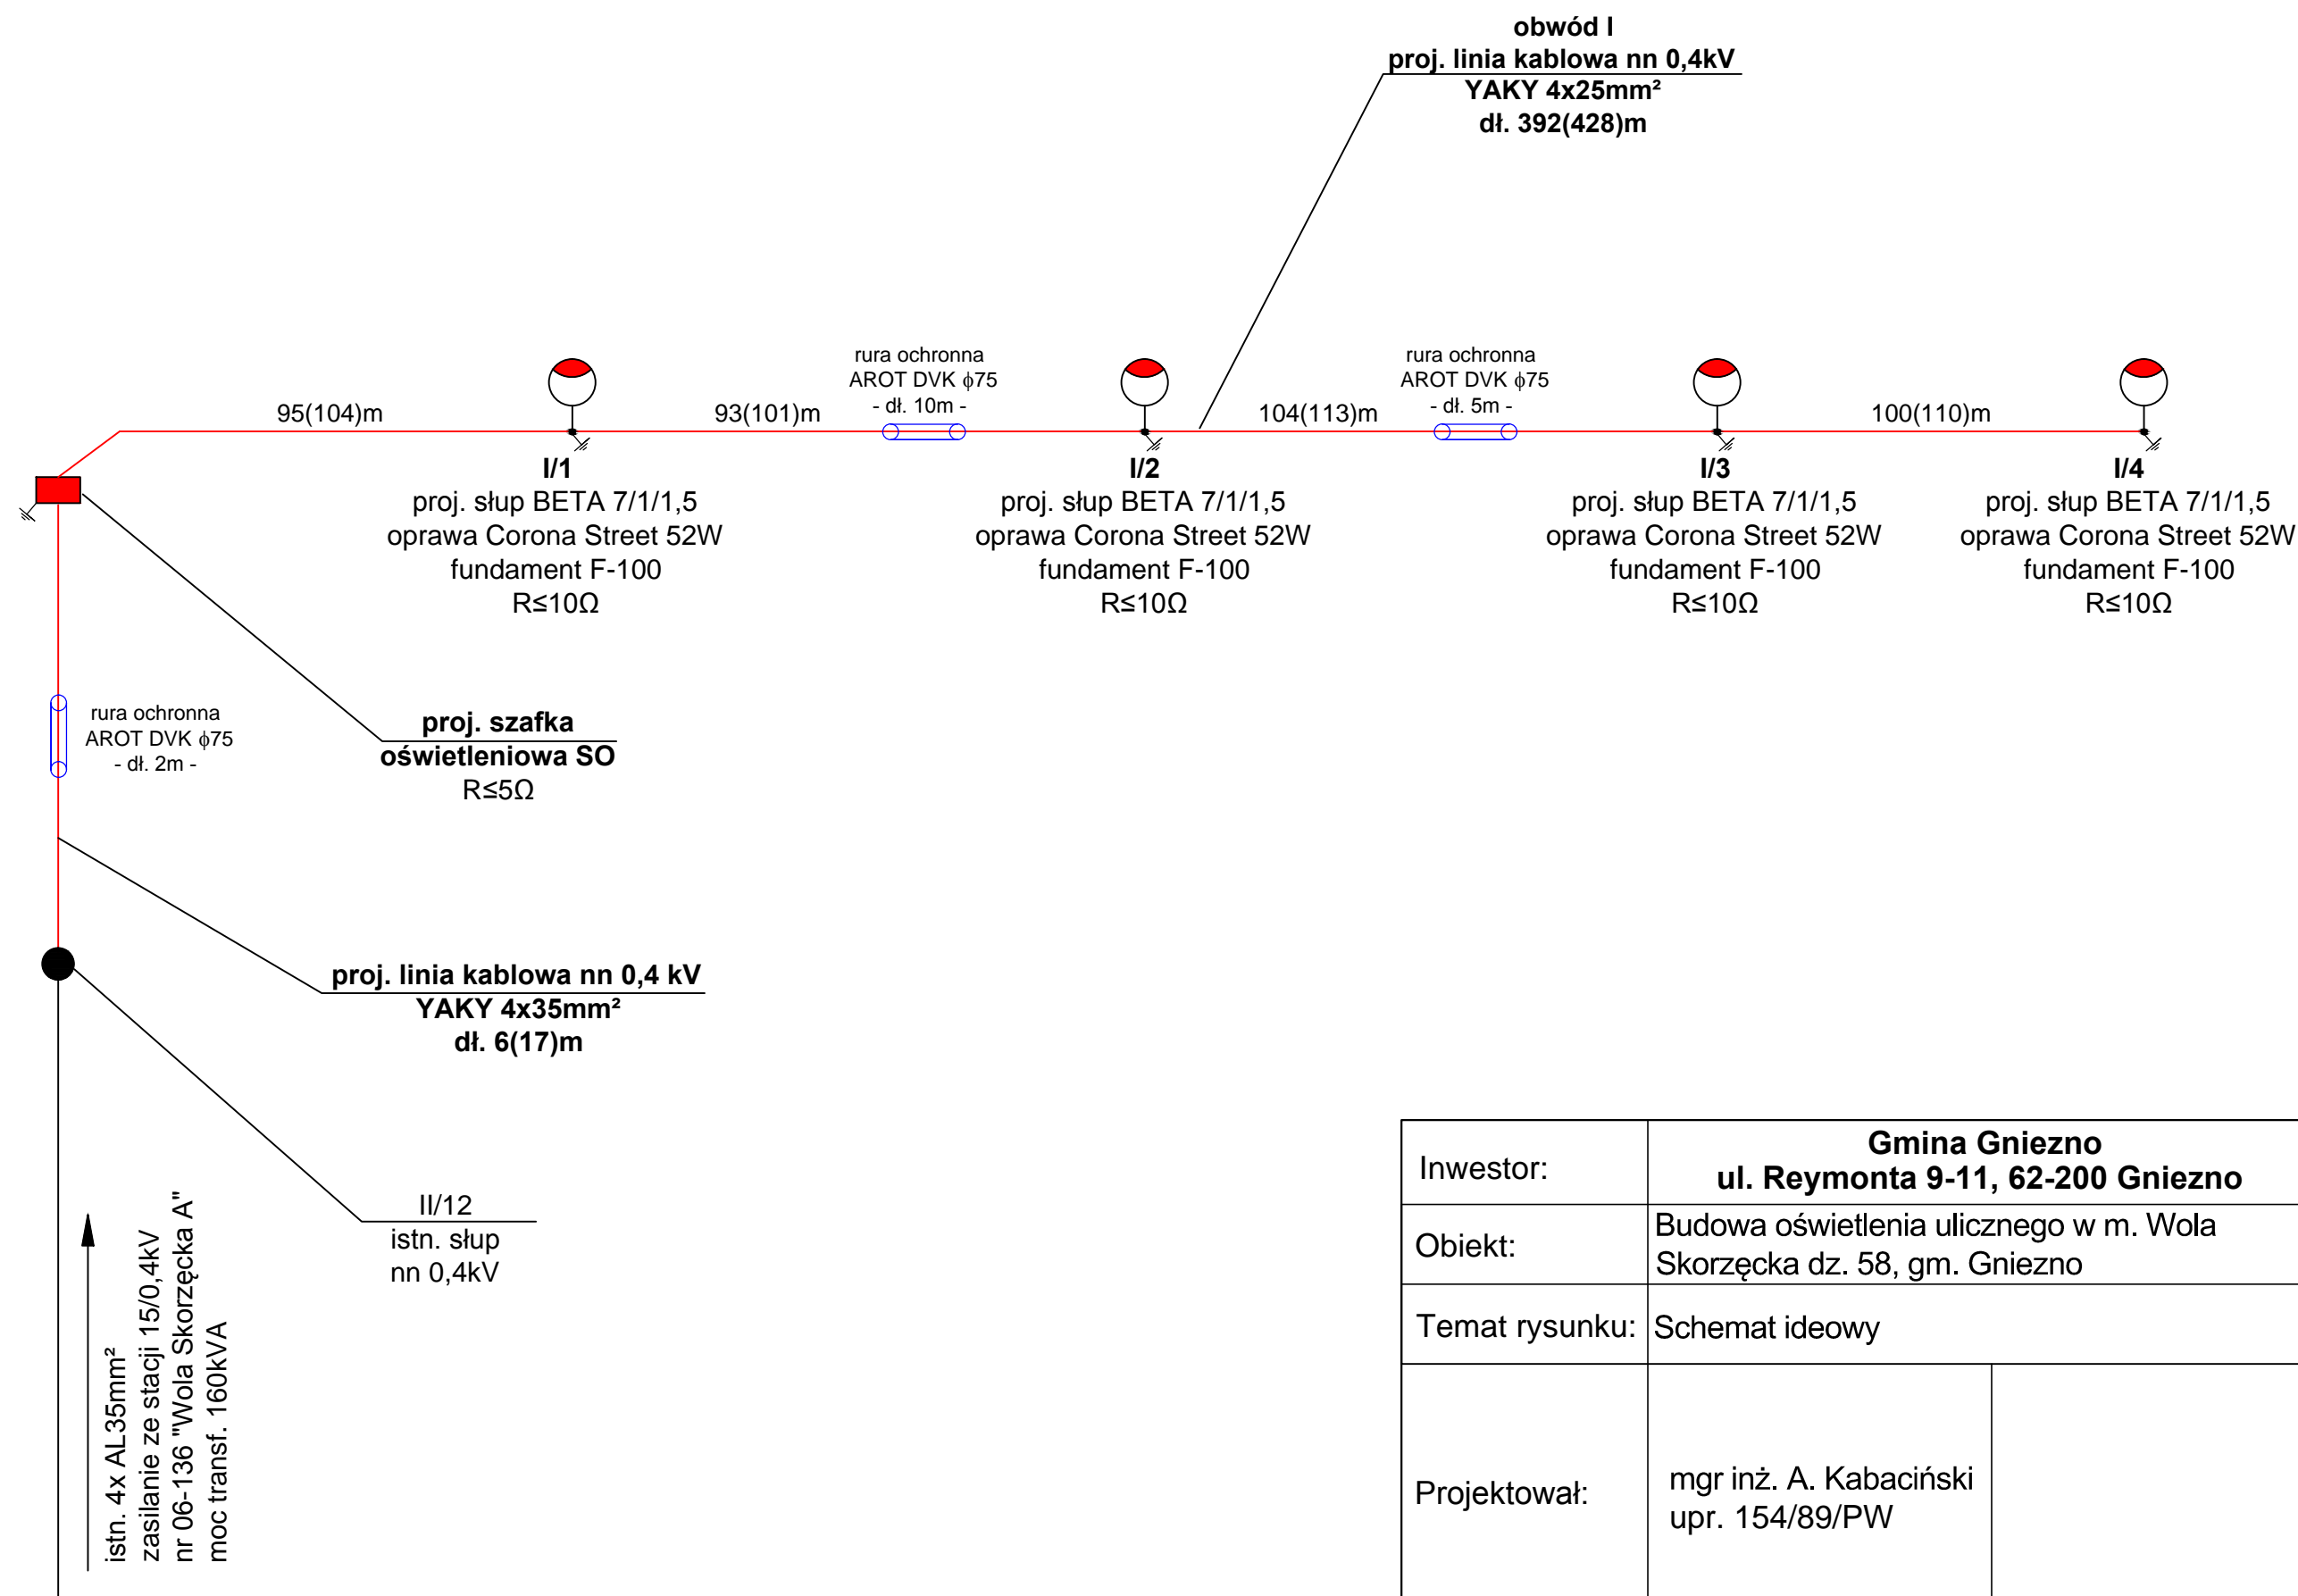 obwód I
proj. linia kablowa nn 0,4kV
YAKY 4x25mm²
dł. 392(428)m
95(104)m
93(101)m
rura ochronna
AROT DVK ϕ75
- dł. 10m -
104(113)m
rura ochronna
AROT DVK ϕ75
- dł. 5m -
100(110)m
I/1
proj. słup BETA 7/1/1,5
oprawa Corona Street 52W
fundament F-100
R≤10Ω
I/2
proj. słup BETA 7/1/1,5
oprawa Corona Street 52W
fundament F-100
R≤10Ω
I/3
proj. słup BETA 7/1/1,5
oprawa Corona Street 52W
fundament F-100
R≤10Ω
I/4
proj. słup BETA 7/1/1,5
oprawa Corona Street 52W
fundament F-100
R≤10Ω
rura ochronna
AROT DVK ϕ75
- dł. 2m -
proj. szafka
oświetleniowa SO
R≤5Ω
proj. linia kablowa nn 0,4 kV
YAKY 4x35mm²
dł. 6(17)m
II/12
istn. słup
nn 0,4kV
istn. 4x AL35mm²
zasilanie ze stacji 15/0,4kV
nr 06-136 "Wola Skorzęcka A"
moc transf. 160kVA
Inwestor:
Gmina Gniezno
ul. Reymonta 9-11, 62-200 Gniezno
Obiekt:
Budowa oświetlenia ulicznego w m. Wola
Skorzęcka dz. 58, gm. Gniezno
Temat rysunku:
Schemat ideowy
Projektował:
mgr inż. A. Kabaciński
upr. 154/89/PW